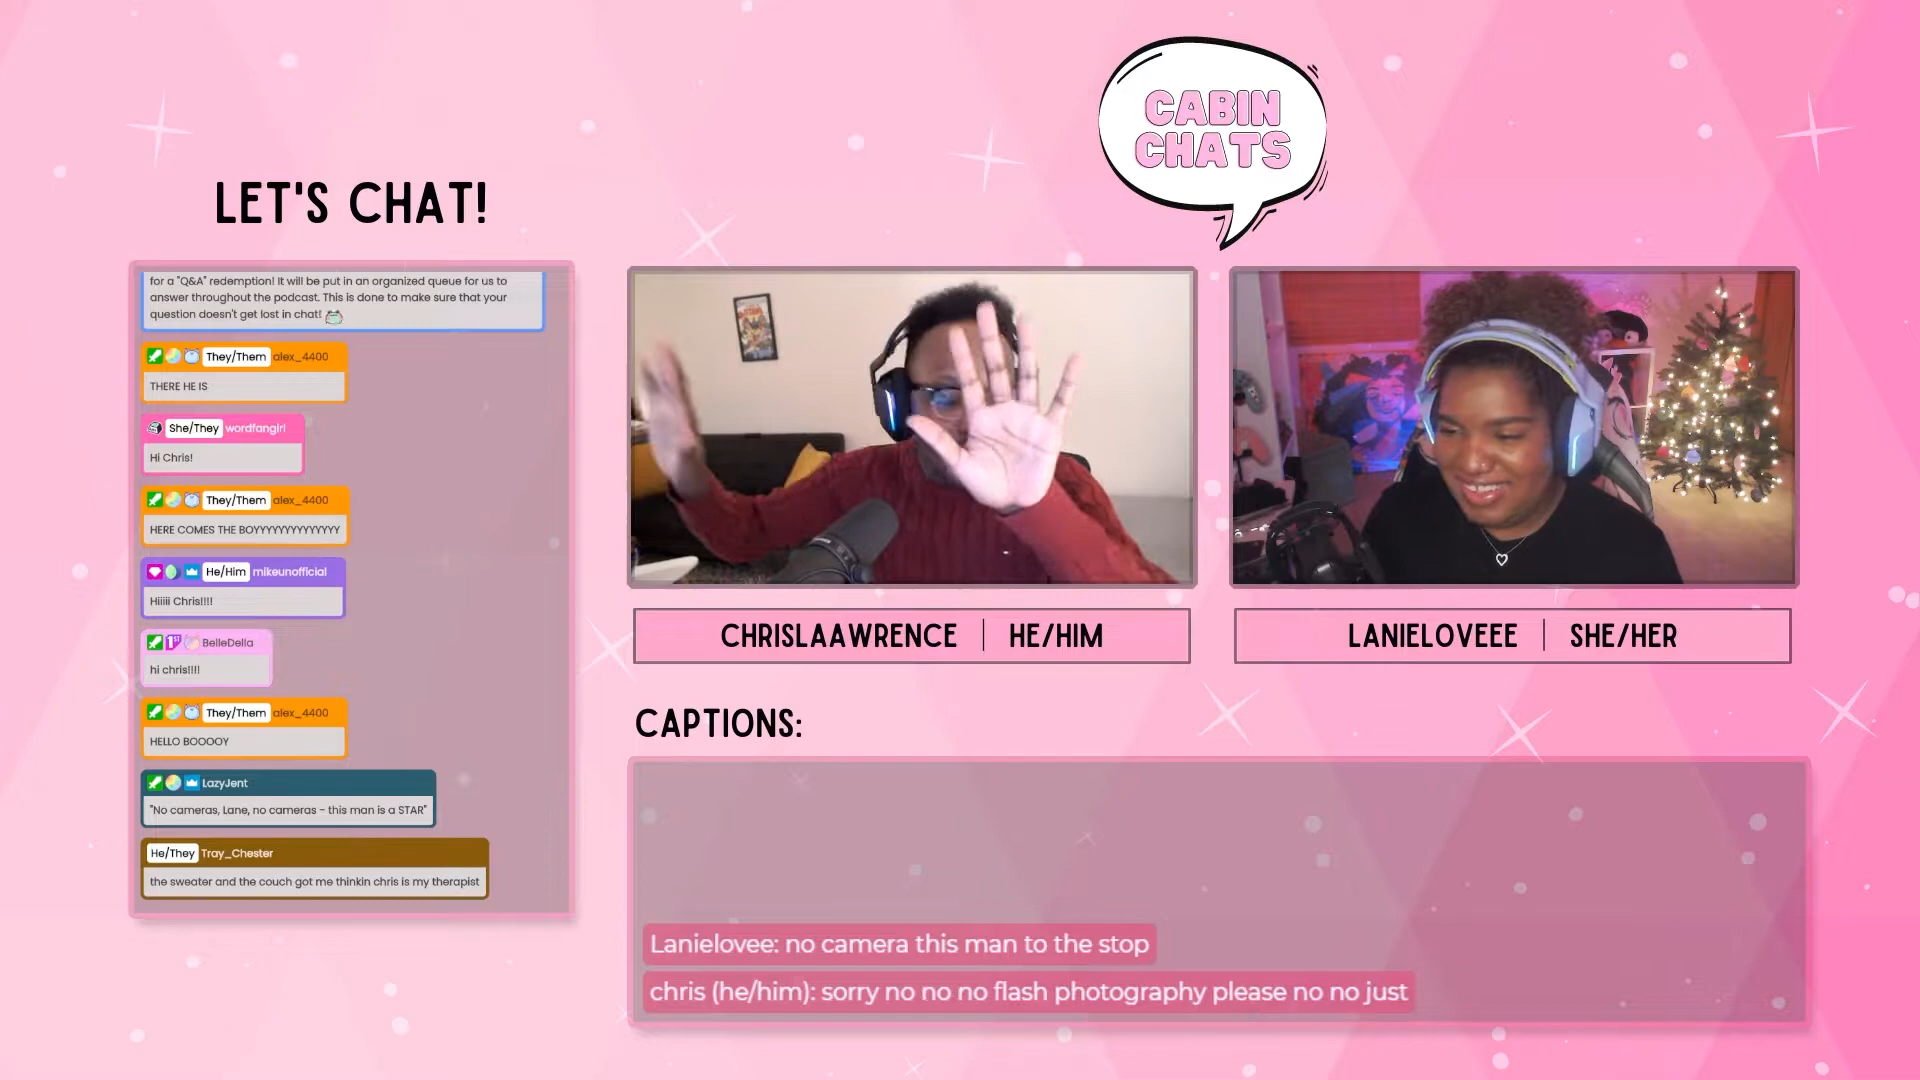 CABIN
CHATS
LET'S CHAT!
for a "Q&A" redemption! It will be put in an organized queue for us to
answer throughout the podcast. This is done to make sure that your
question doesn't get lost in chat!
They/Them alex_4400
THERE HE IS
She/They wordfangirl
Hi Chris!
They/Them alex_4400
HERE COMES THE BOYYYYYYYYYYYYY
He/Him mikeunofficial
Hiiiii Chris!!!!
1ST BelleDella
hi chris!!!!
They/Them alex_4400
HELLO BOOOOY
LazyJent
"No cameras, Lane, no cameras - this man is a STAR"
He/They Tray_Chester
the sweater and the couch got me thinkin chris is my therapist
CHRISLAAWRENCE | HE/HIM
LANIELOVEEE | SHE/HER
CAPTIONS:
Lanielovee: no camera this man to the stop
chris (he/him): sorry no no no flash photography please no no just